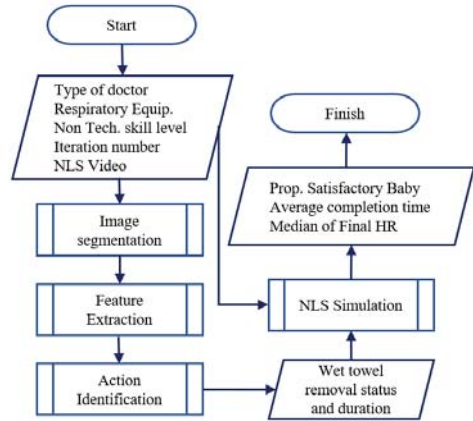 Start
Type of doctor
Respiratory Equip.
Non Tech. skill level
Iteration number
NLS Video
Image
segmentation
Feature
Extraction
Action
Identification
Wet towel
removal status
and duration
NLS Simulation
Prop. Satisfactory Baby
Average completion time
Median of Final HR
Finish